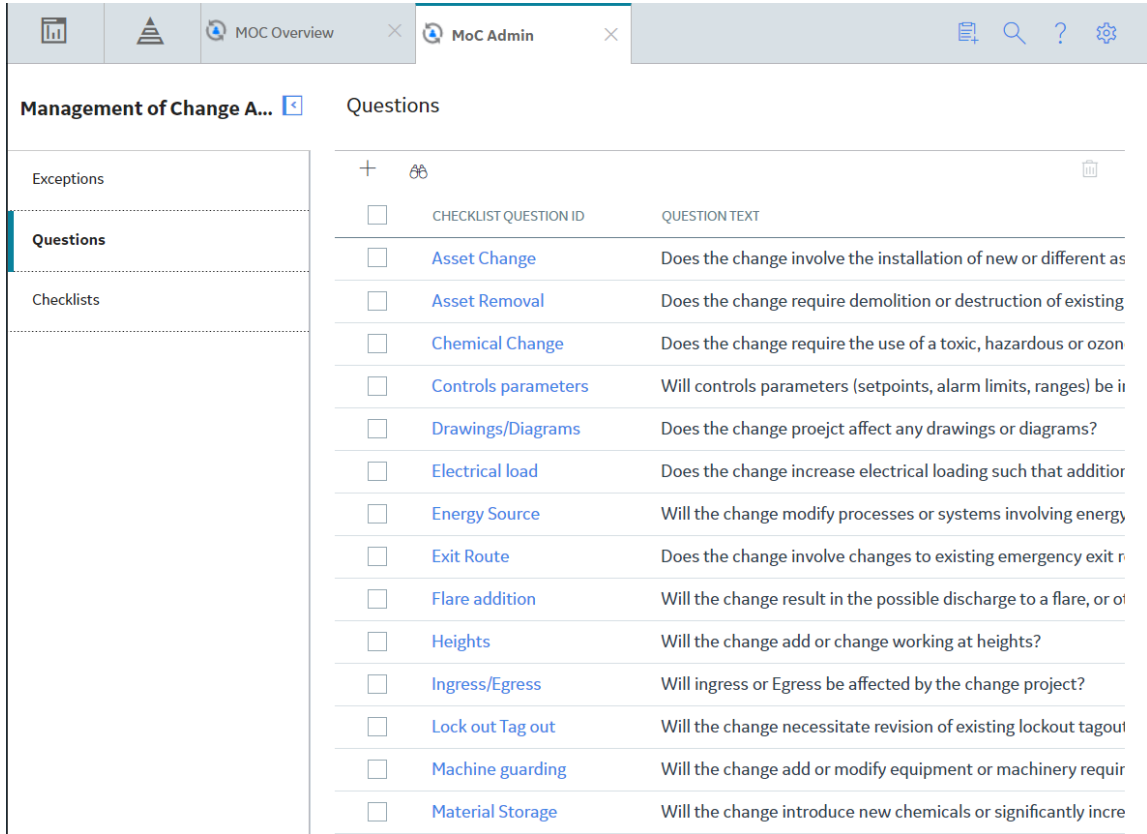 MOC Overview
MoC Admin
Management of Change A...
Questions
Exceptions
Questions
Checklists
CHECKLIST QUESTION ID QUESTION TEXT
Asset Change Does the change involve the installation of new or different as
Asset Removal Does the change require demolition or destruction of existing
Chemical Change Does the change require the use of a toxic, hazardous or ozon
Controls parameters Will controls parameters (setpoints, alarm limits, ranges) be
Drawings/Diagrams Does the change proejct affect any drawings or diagrams?
Electrical load Does the change increase electrical loading such that addition
Energy Source Will the change modify processes or systems involving energy
Exit Route Does the change involve changes to existing emergency exit
Flare addition Will the change result in the possible discharge to a flare, or
Heights Will the change add or change working at heights?
Ingress/Egress Will ingress or Egress be affected by the change project?
Lock out Tag out Will the change necessitate revision of existing lockout tagout
Machine guarding Will the change add or modify equipment or machinery requir
Material Storage Will the change introduce new chemicals or significantly incre